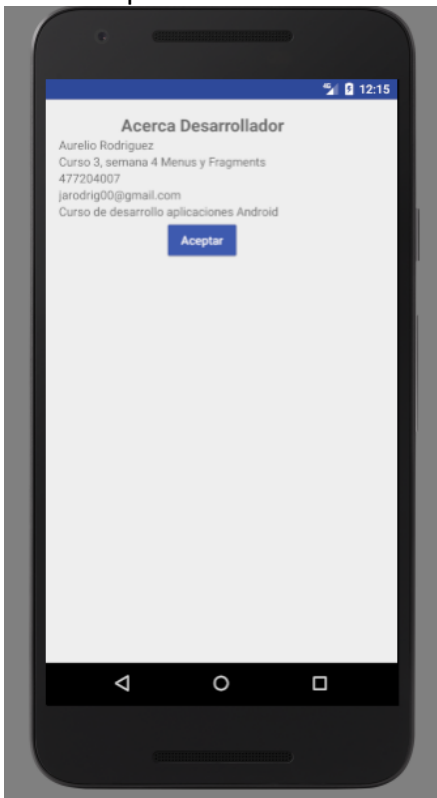 4G 12:15
Acerca Desarrollador
Aurelio Rodriguez
Curso 3, semana 4 Menus y Fragments
477204007
jarodrig00@gmail.com
Curso de desarrollo aplicaciones Android
Aceptar